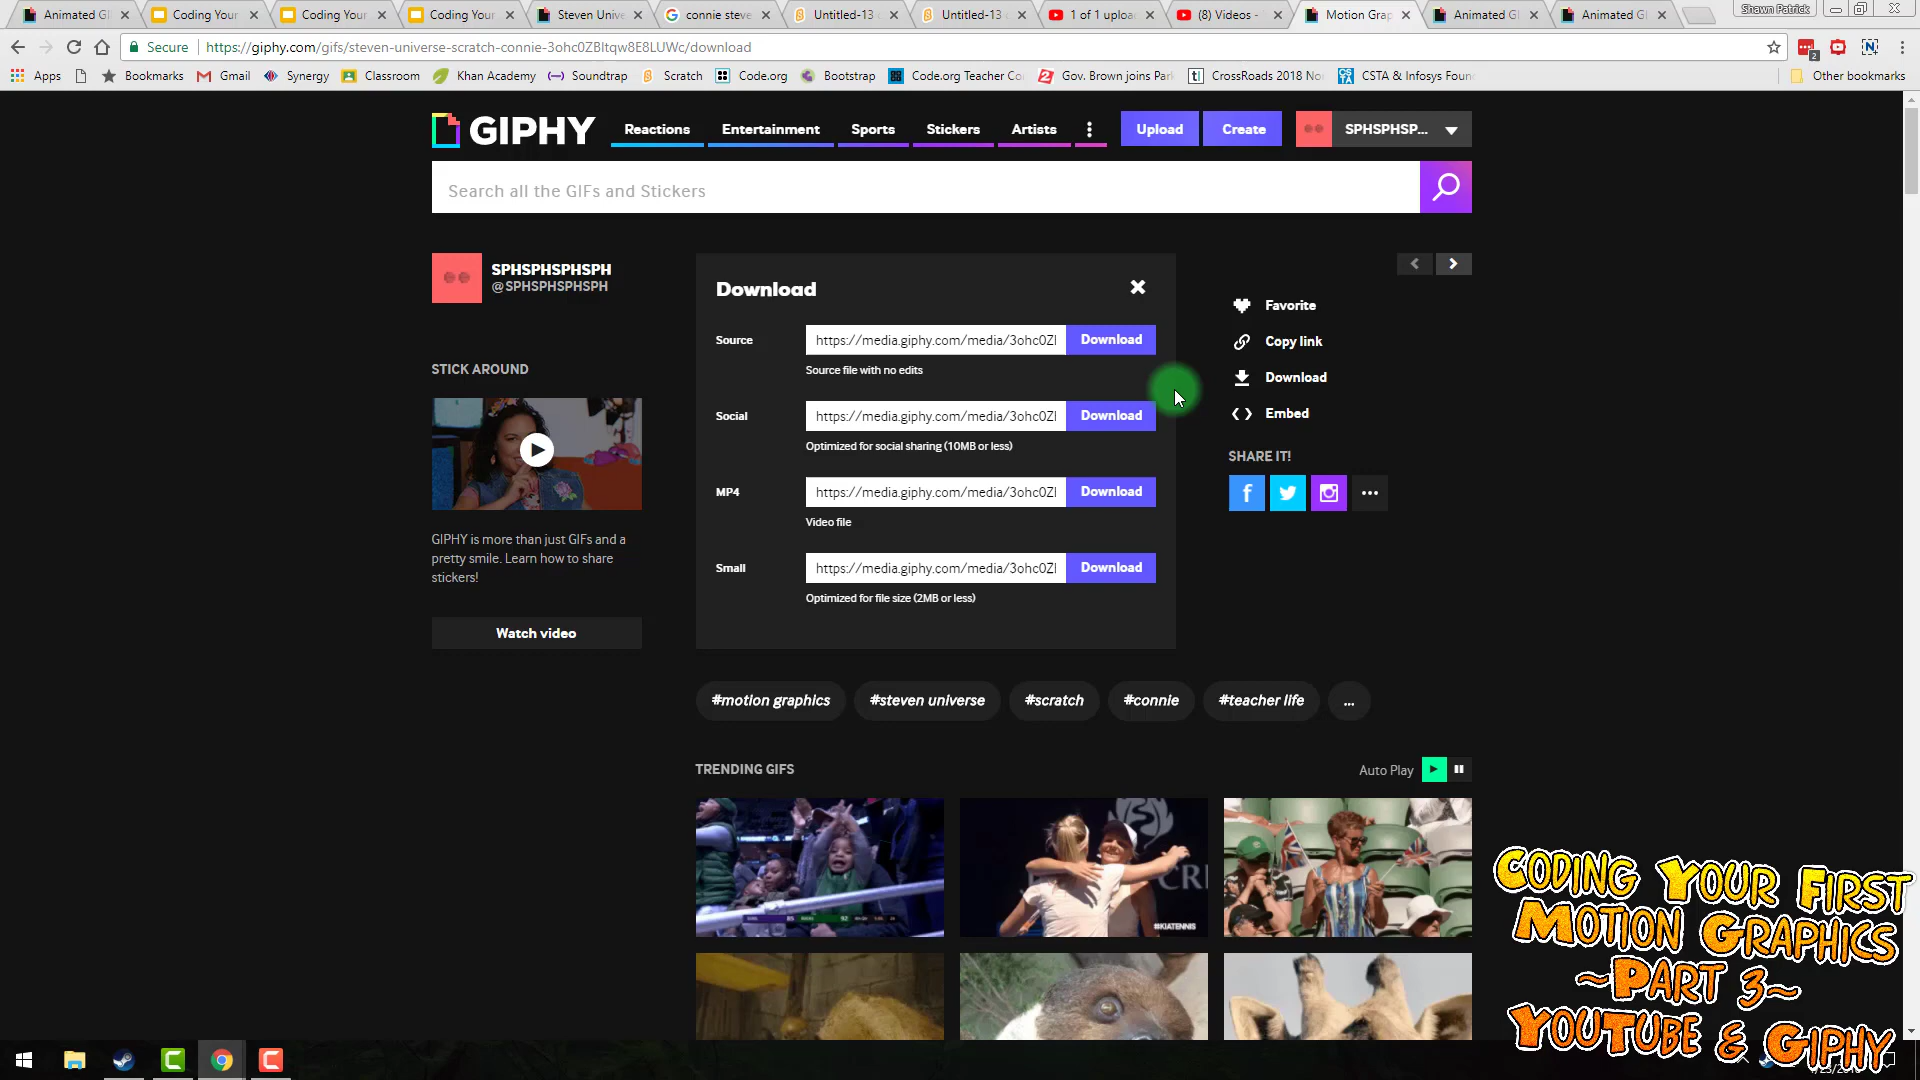 Animated G
Coding Your
Coding Your
Coding Your
Steven Unive
connie steve
Untitled-13
Untitled-13
1 of 1 uploa
(8) Videos -
Motion Grap
Animated G
Animated G
Shawn Patrick
Secure
https://giphy.com/gifs/steven-universe-scratch-connie-3ohc0ZBltqw8E8LUWc/download
2
Apps
Bookmarks
Gmail
Synergy
Classroom
Khan Academy
Soundtrap
Scratch
Code.org
Bootstrap
Code.org Teacher Co
Gov. Brown joins Par
CrossRoads 2018 Nor
CSTA & Infosys Foun
Other bookmarks
GIPHY
Reactions
Entertainment
Sports
Stickers
Artists
Upload
Create
SPHSPHSP...
Search all the GIFs and Stickers
SPHSPHSPHSPH
@SPHSPHSPHSPH
STICK AROUND
GIPHY is more than just GIFs and a
pretty smile. Learn how to share
stickers!
Watch video
Download
Source
https://media.giphy.com/media/3ohc0Zl
Download
Source file with no edits
Social
https://media.giphy.com/media/3ohc0Zl
Download
Optimized for social sharing (10MB or less)
MP4
https://media.giphy.com/media/3ohc0Zl
Download
Video file
Small
https://media.giphy.com/media/3ohc0Zl
Download
Optimized for file size (2MB or less)
Favorite
Copy link
Download
Embed
SHARE IT!
#motion graphics
#steven universe
#scratch
#connie
#teacher life
...
TRENDING GIFS
Auto Play
85
92
#KIATENNIS
CODING YOUR FIRST
MOTION GRAPHICS
~PART 3~
YOUTUBE & GIPHY